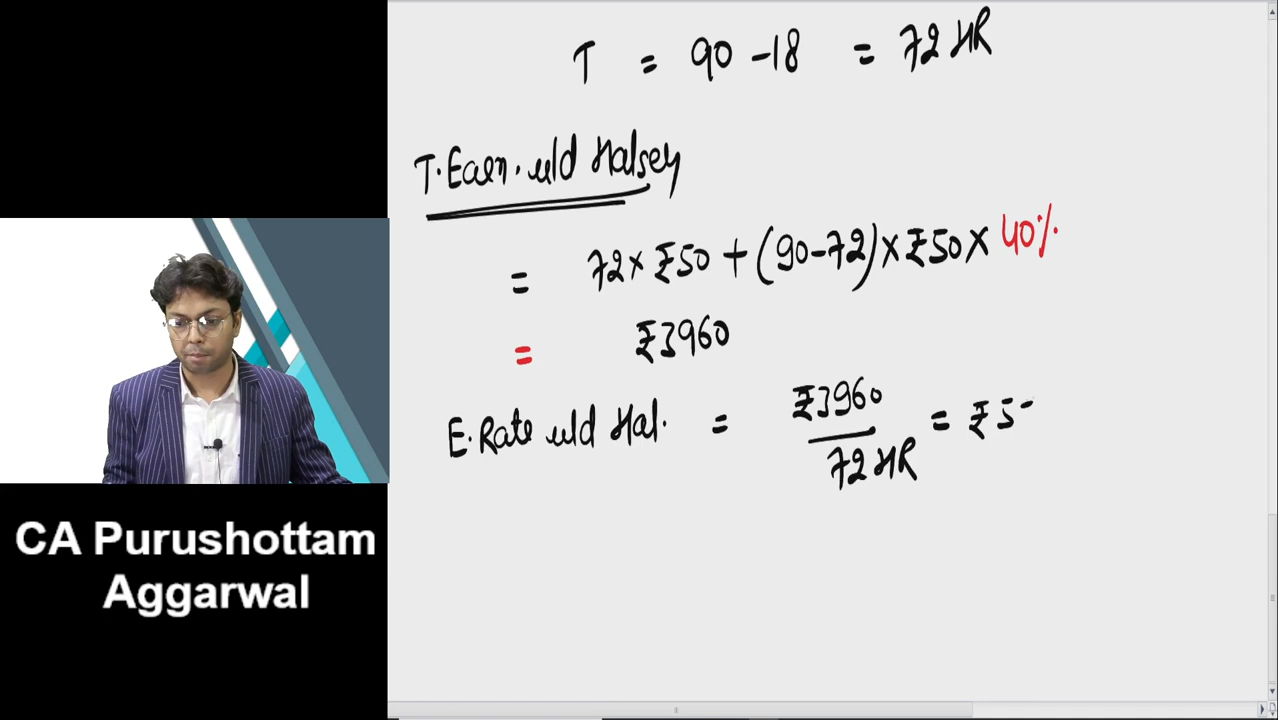 T = 90 - 18 = 72 HR
T. Earn. u/d Halsey
= 72 × ₹50 + (90-72) × ₹50 × 40%
= ₹3960
E. Rate u/d Hal. = ₹3960 / 72 HR = ₹5
CA Purushottam
Aggarwal